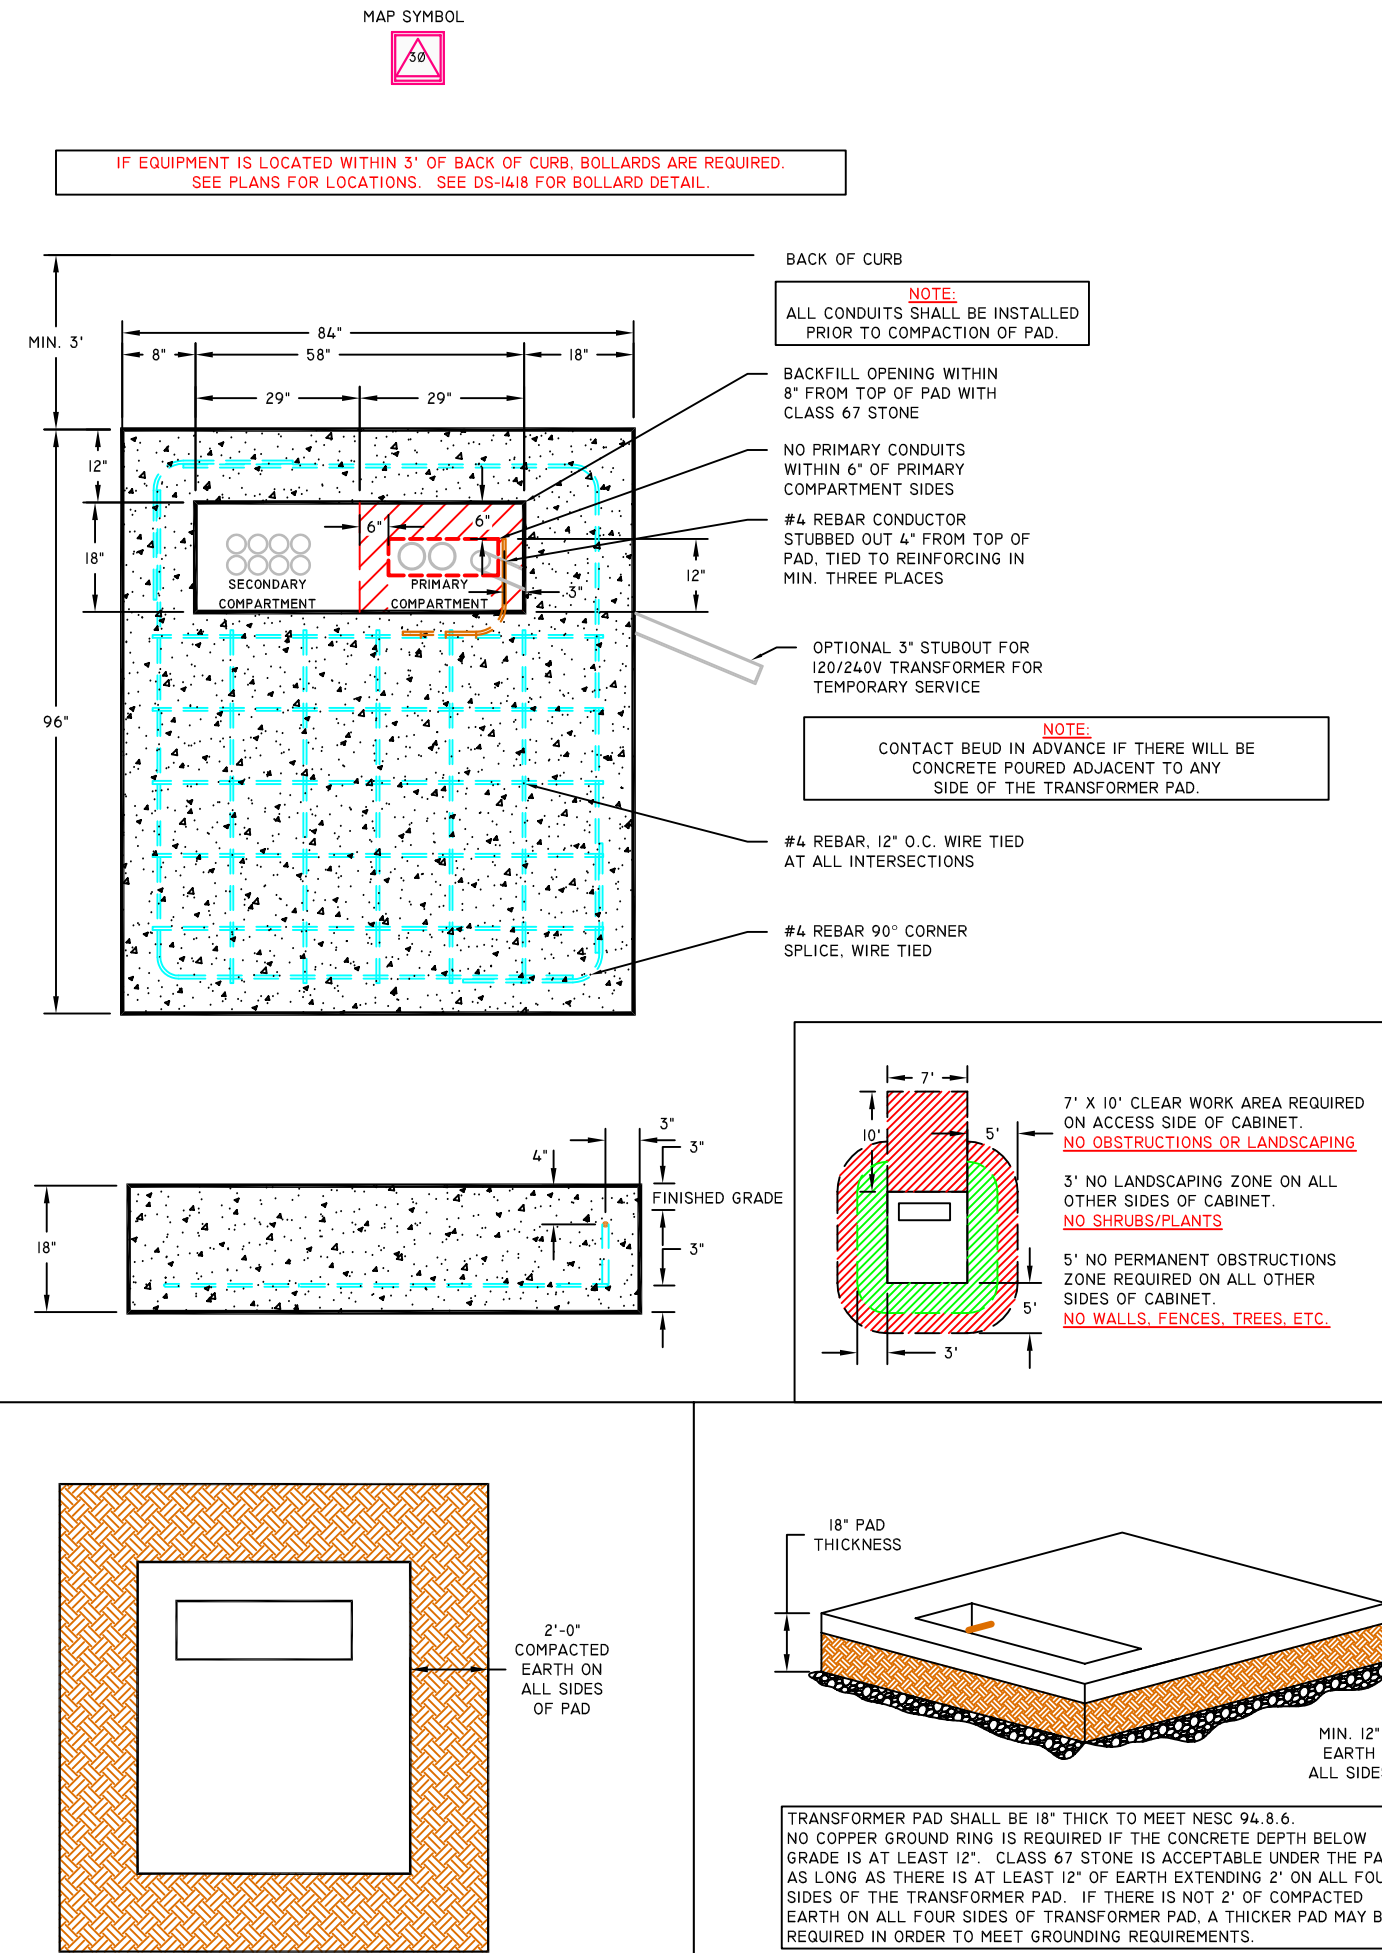 MAP SYMBOL
3Ø
IF EQUIPMENT IS LOCATED WITHIN 3' OF BACK OF CURB, BOLLARDS ARE REQUIRED.
SEE PLANS FOR LOCATIONS. SEE DS-1418 FOR BOLLARD DETAIL.
BACK OF CURB
NOTE:
ALL CONDUITS SHALL BE INSTALLED
PRIOR TO COMPACTION OF PAD.
MIN. 3'
84"
8"
58"
18"
29"
29"
BACKFILL OPENING WITHIN
8" FROM TOP OF PAD WITH
CLASS 67 STONE
12"
NO PRIMARY CONDUITS
WITHIN 6" OF PRIMARY
COMPARTMENT SIDES
18"
6"
6"
#4 REBAR CONDUCTOR
STUBBED OUT 4" FROM TOP OF
PAD, TIED TO REINFORCING IN
MIN. THREE PLACES
12"
3"
SECONDARY
COMPARTMENT
PRIMARY
COMPARTMENT
OPTIONAL 3" STUBOUT FOR
120/240V TRANSFORMER FOR
TEMPORARY SERVICE
96"
NOTE:
CONTACT BEUD IN ADVANCE IF THERE WILL BE
CONCRETE POURED ADJACENT TO ANY
SIDE OF THE TRANSFORMER PAD.
#4 REBAR, 12" O.C. WIRE TIED
AT ALL INTERSECTIONS
#4 REBAR 90° CORNER
SPLICE, WIRE TIED
3"
3"
4"
FINISHED GRADE
18"
3"
7'
10'
5'
5'
3'
7' X 10' CLEAR WORK AREA REQUIRED
ON ACCESS SIDE OF CABINET.
NO OBSTRUCTIONS OR LANDSCAPING
3' NO LANDSCAPING ZONE ON ALL
OTHER SIDES OF CABINET.
NO SHRUBS/PLANTS
5' NO PERMANENT OBSTRUCTIONS
ZONE REQUIRED ON ALL OTHER
SIDES OF CABINET.
NO WALLS, FENCES, TREES, ETC.
2'-0"
COMPACTED
EARTH ON
ALL SIDES
OF PAD
18" PAD
THICKNESS
MIN. 12"
EARTH
ALL SIDES
TRANSFORMER PAD SHALL BE 18" THICK TO MEET NESC 94.8.6.
NO COPPER GROUND RING IS REQUIRED IF THE CONCRETE DEPTH BELOW
GRADE IS AT LEAST 12". CLASS 67 STONE IS ACCEPTABLE UNDER THE PA
AS LONG AS THERE IS AT LEAST 12" OF EARTH EXTENDING 2' ON ALL FOU
SIDES OF THE TRANSFORMER PAD. IF THERE IS NOT 2' OF COMPACTED
EARTH ON ALL FOUR SIDES OF TRANSFORMER PAD, A THICKER PAD MAY B
REQUIRED IN ORDER TO MEET GROUNDING REQUIREMENTS.